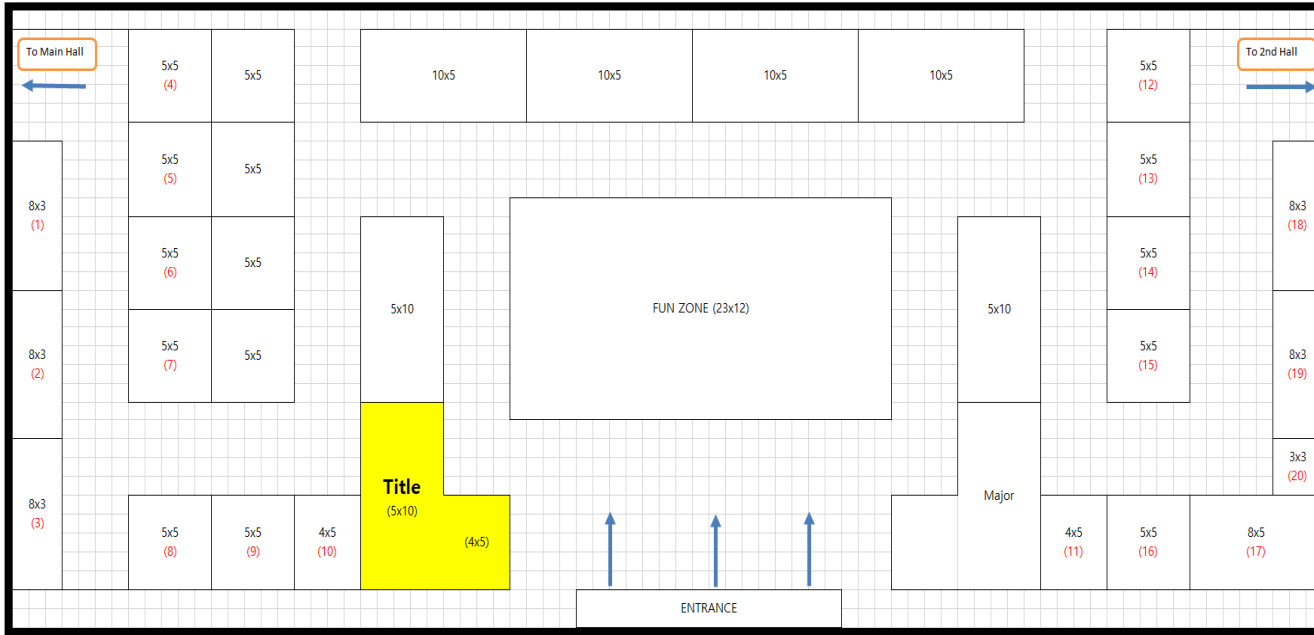 To Main Hall
5x5
(4)
5x5
10x5
10x5
10x5
10x5
5x5
(12)
To 2nd Hall
5x5
(5)
5x5
5x5
(13)
8x3
(1)
8x3
(18)
5x5
(6)
5x5
5x5
(14)
5x10
FUN ZONE (23x12)
5x10
5x5
(7)
5x5
5x5
(15)
8x3
(2)
8x3
(19)
3x3
(20)
Title
(5x10)
Major
8x3
(3)
5x5
(8)
5x5
(9)
4x5
(10)
(4x5)
4x5
(11)
5x5
(16)
8x5
(17)
ENTRANCE